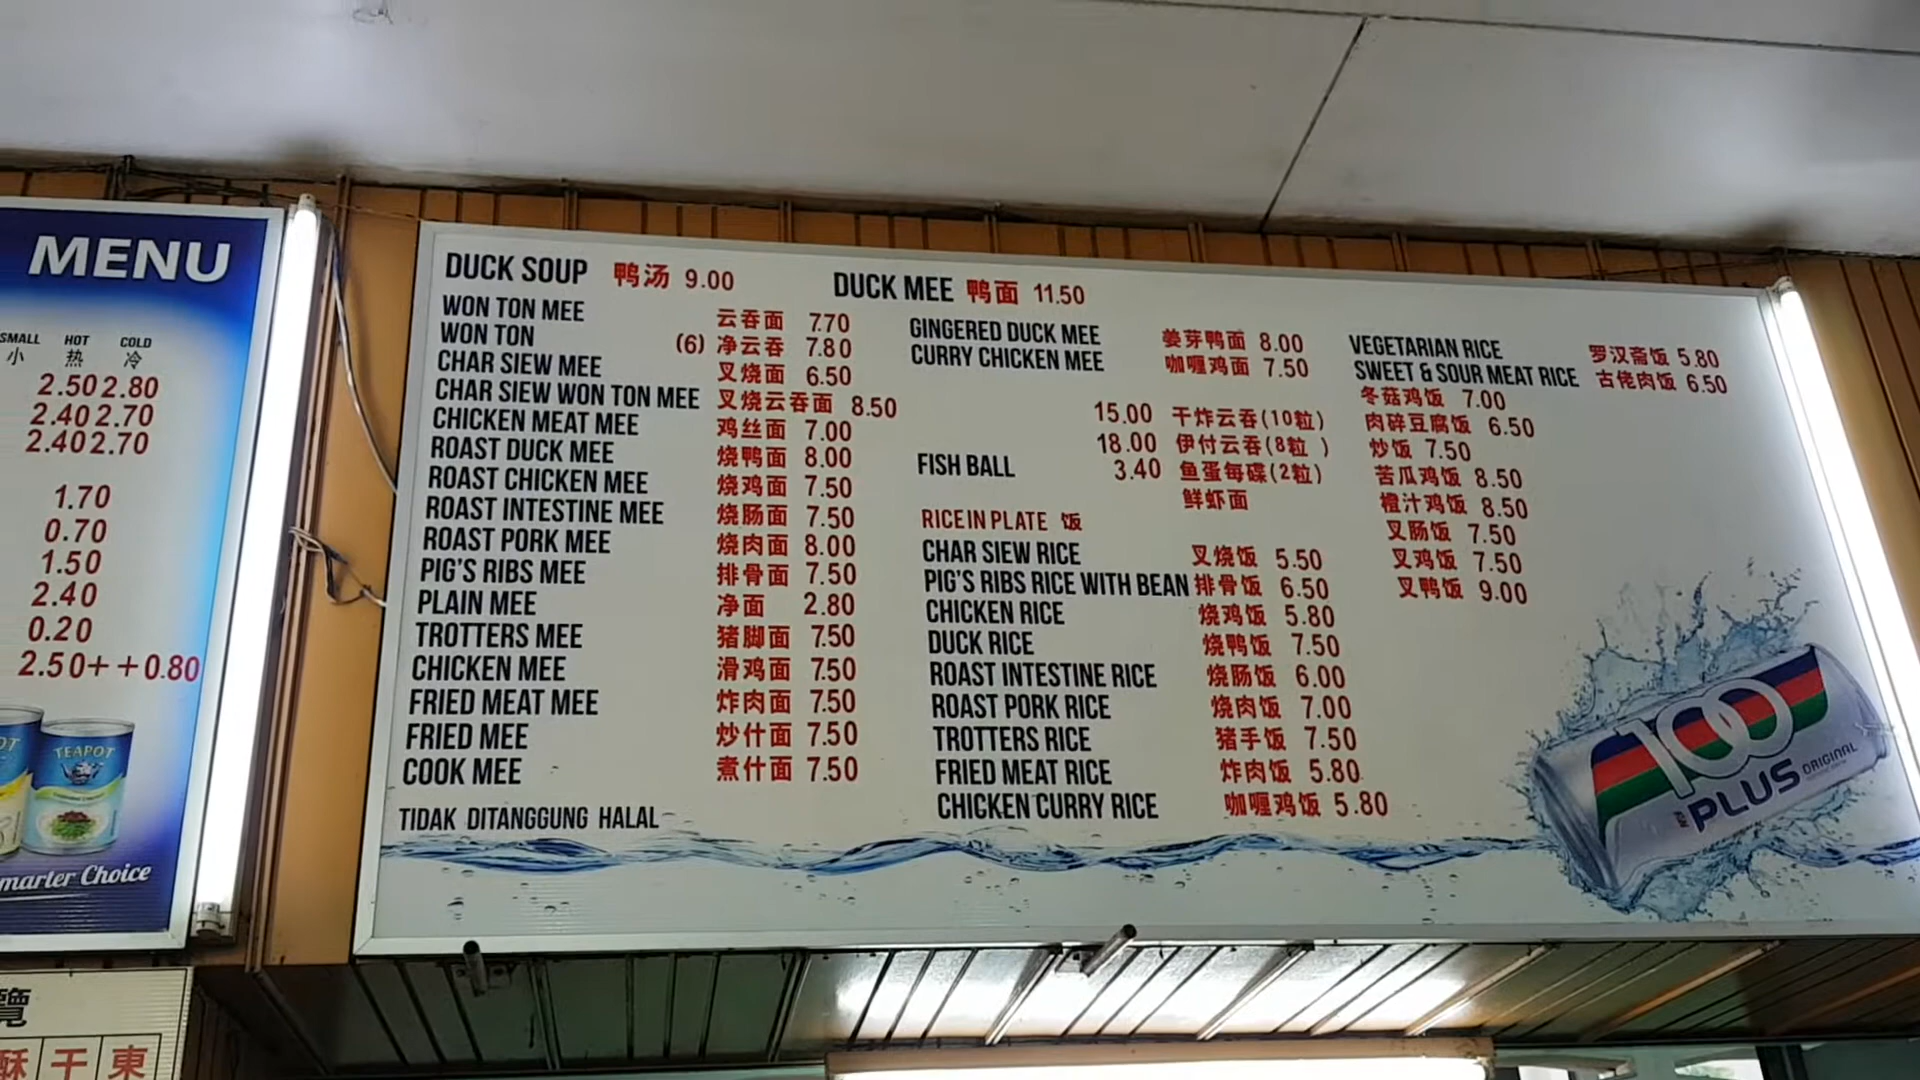 MENU
SMALL HOT COLD
小 热 冷
2.50 2.80
2.40 2.70
2.40 2.70
1.70
0.70
1.50
2.40
0.20
2.50++0.80
TEAPOT
marter Choice
酥 干 東
DUCK SOUP 鸭汤 9.00
WON TON MEE 云吞面 7.70
WON TON (6) 净云吞 7.80
CHAR SIEW MEE 叉烧面 6.50
CHAR SIEW WON TON MEE 叉烧云吞面 8.50
CHICKEN MEAT MEE 鸡丝面 7.00
ROAST DUCK MEE 烧鸭面 8.00
ROAST CHICKEN MEE 烧鸡面 7.50
ROAST INTESTINE MEE 烧肠面 7.50
ROAST PORK MEE 烧肉面 8.00
PIG'S RIBS MEE 排骨面 7.50
PLAIN MEE 净面 2.80
TROTTERS MEE 猪脚面 7.50
CHICKEN MEE 滑鸡面 7.50
FRIED MEAT MEE 炸肉面 7.50
FRIED MEE 炒什面 7.50
COOK MEE 煮什面 7.50
TIDAK DITANGGUNG HALAL
DUCK MEE 鸭面 11.50
GINGERED DUCK MEE 姜芽鸭面 8.00
CURRY CHICKEN MEE 咖喱鸡面 7.50
15.00 干炸云吞(10粒)
18.00 伊付云吞(8粒 )
FISH BALL 3.40 鱼蛋每碟(2粒)
鲜虾面
RICE IN PLATE 饭
CHAR SIEW RICE 叉烧饭 5.50
PIG'S RIBS RICE WITH BEAN 排骨饭 6.50
CHICKEN RICE 烧鸡饭 5.80
DUCK RICE 烧鸭饭 7.50
ROAST INTESTINE RICE 烧肠饭 6.00
ROAST PORK RICE 烧肉饭 7.00
TROTTERS RICE 猪手饭 7.50
FRIED MEAT RICE 炸肉饭 5.80
CHICKEN CURRY RICE 咖喱鸡饭 5.80
VEGETARIAN RICE 罗汉斋饭 5.80
SWEET & SOUR MEAT RICE 古佬肉饭 6.50
冬菇鸡饭 7.00
肉碎豆腐饭 6.50
炒饭 7.50
苦瓜鸡饭 8.50
橙汁鸡饭 8.50
叉肠饭 7.50
叉鸡饭 7.50
叉鸭饭 9.00
100
PLUS ORIGINAL